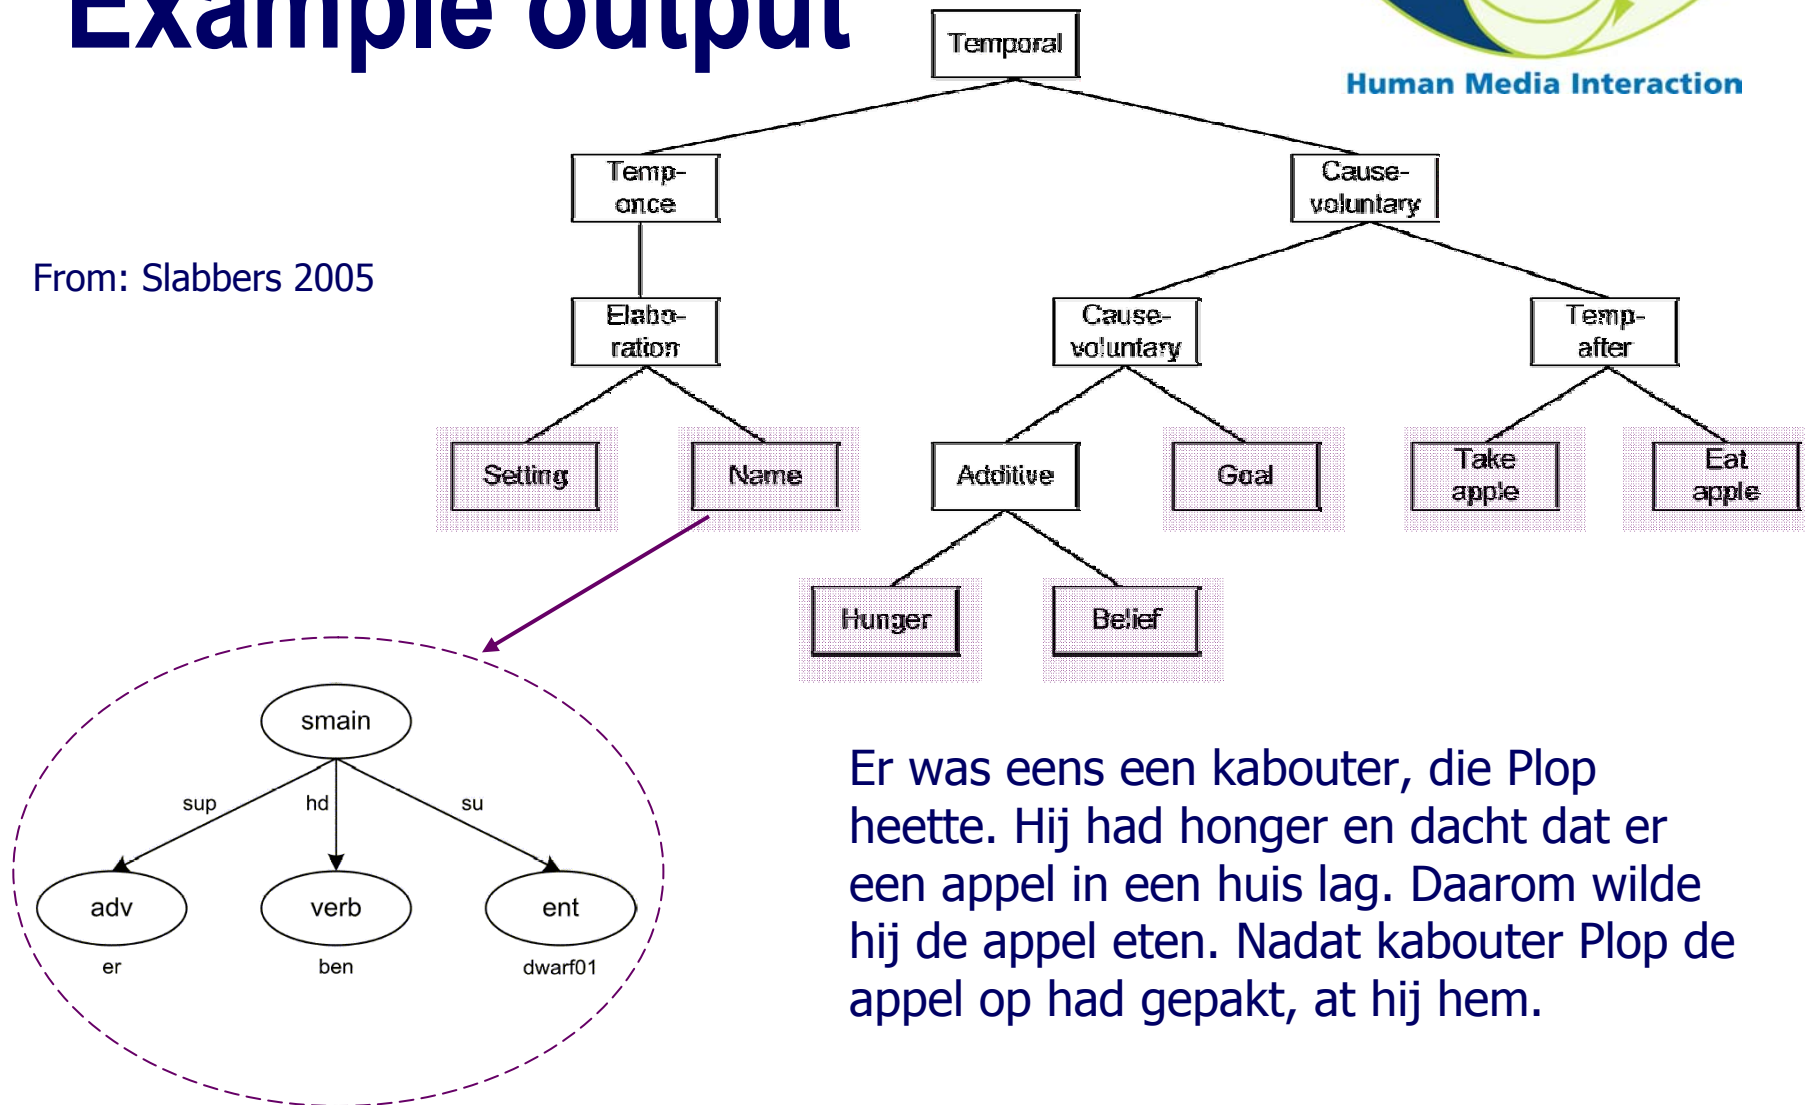 Example output
Temporal
Human Media Interaction
Temp-
once
Cause-
voluntary
From: Slabbers 2005
Elabo-
ration
Cause-
voluntary
Temp-
after
Setting
Name
Additive
Goal
Take
apple
Eat
apple
Hunger
Belief
smain
sup
hd
su
adv
verb
ent
er
ben
dwarf01
Er was eens een kabouter, die Plop
heette. Hij had honger en dacht dat er
een appel in een huis lag. Daarom wilde
hij de appel eten. Nadat kabouter Plop de
appel op had gepakt, at hij hem.